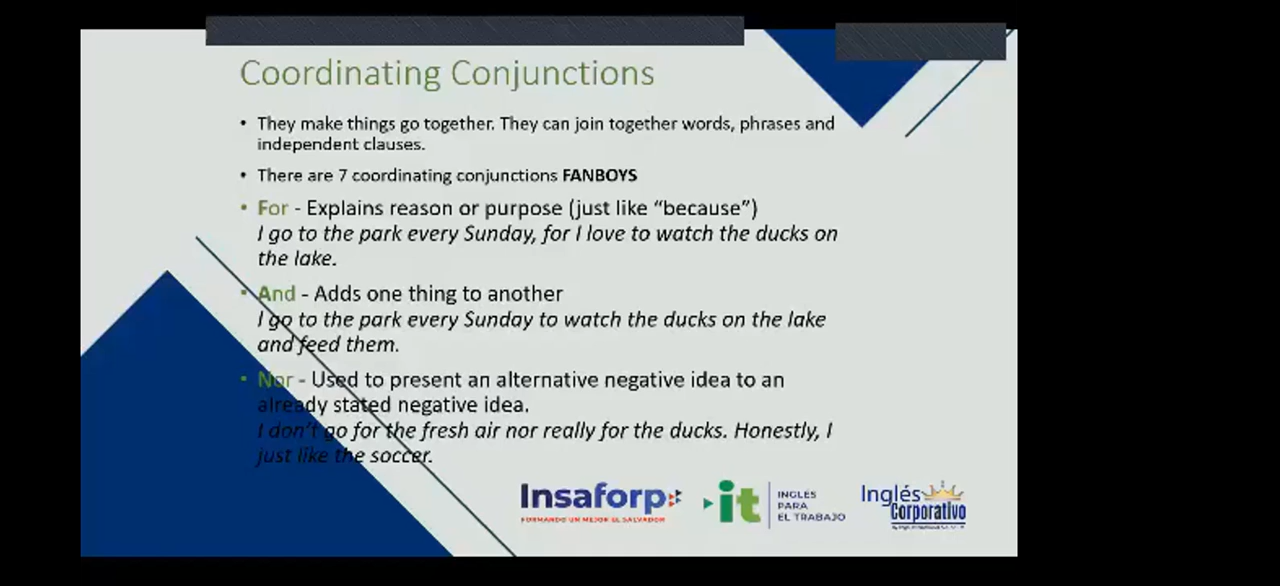 Coordinating Conjunctions
• They make things go together. They can join together words, phrases and
independent clauses.
• There are 7 coordinating conjunctions FANBOYS
• For - Explains reason or purpose (just like “because”)
I go to the park every Sunday, for I love to watch the ducks on
the lake.
• And - Adds one thing to another
I go to the park every Sunday to watch the ducks on the lake
and feed them.
• Nor - Used to present an alternative negative idea to an
already stated negative idea.
I don’t go for the fresh air nor really for the ducks. Honestly, I
just like the soccer.
Insaforp
FORMANDO UN MEJOR EL SALVADOR
it
INGLÉS
PARA
EL TRABAJO
Inglés
Corporativo